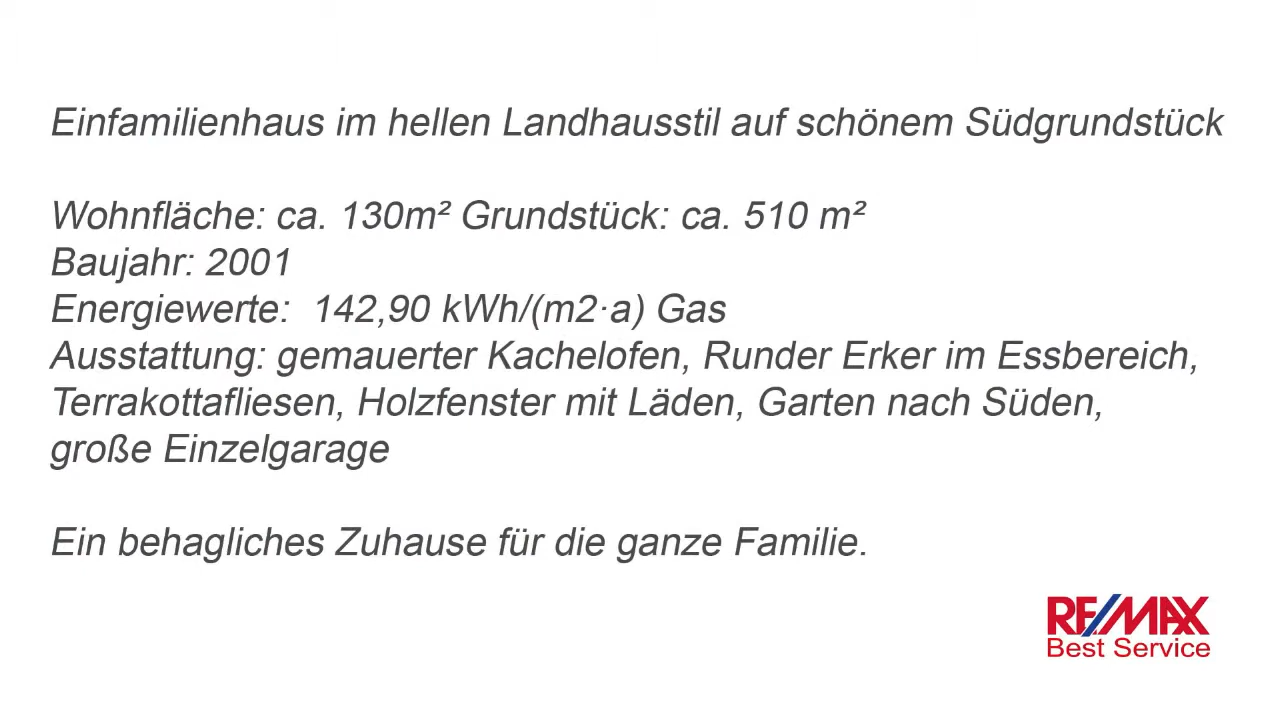 Einfamilienhaus im hellen Landhausstil auf schönem Südgrundstück
Wohnfläche: ca. 130m² Grundstück: ca. 510 m²
Baujahr: 2001
Energiewerte:  142,90 kWh/(m2·a) Gas
Ausstattung: gemauerter Kachelofen, Runder Erker im Essbereich,
Terrakottafliesen, Holzfenster mit Läden, Garten nach Süden,
große Einzelgarage
Ein behagliches Zuhause für die ganze Familie.
RE/MAX
Best Service